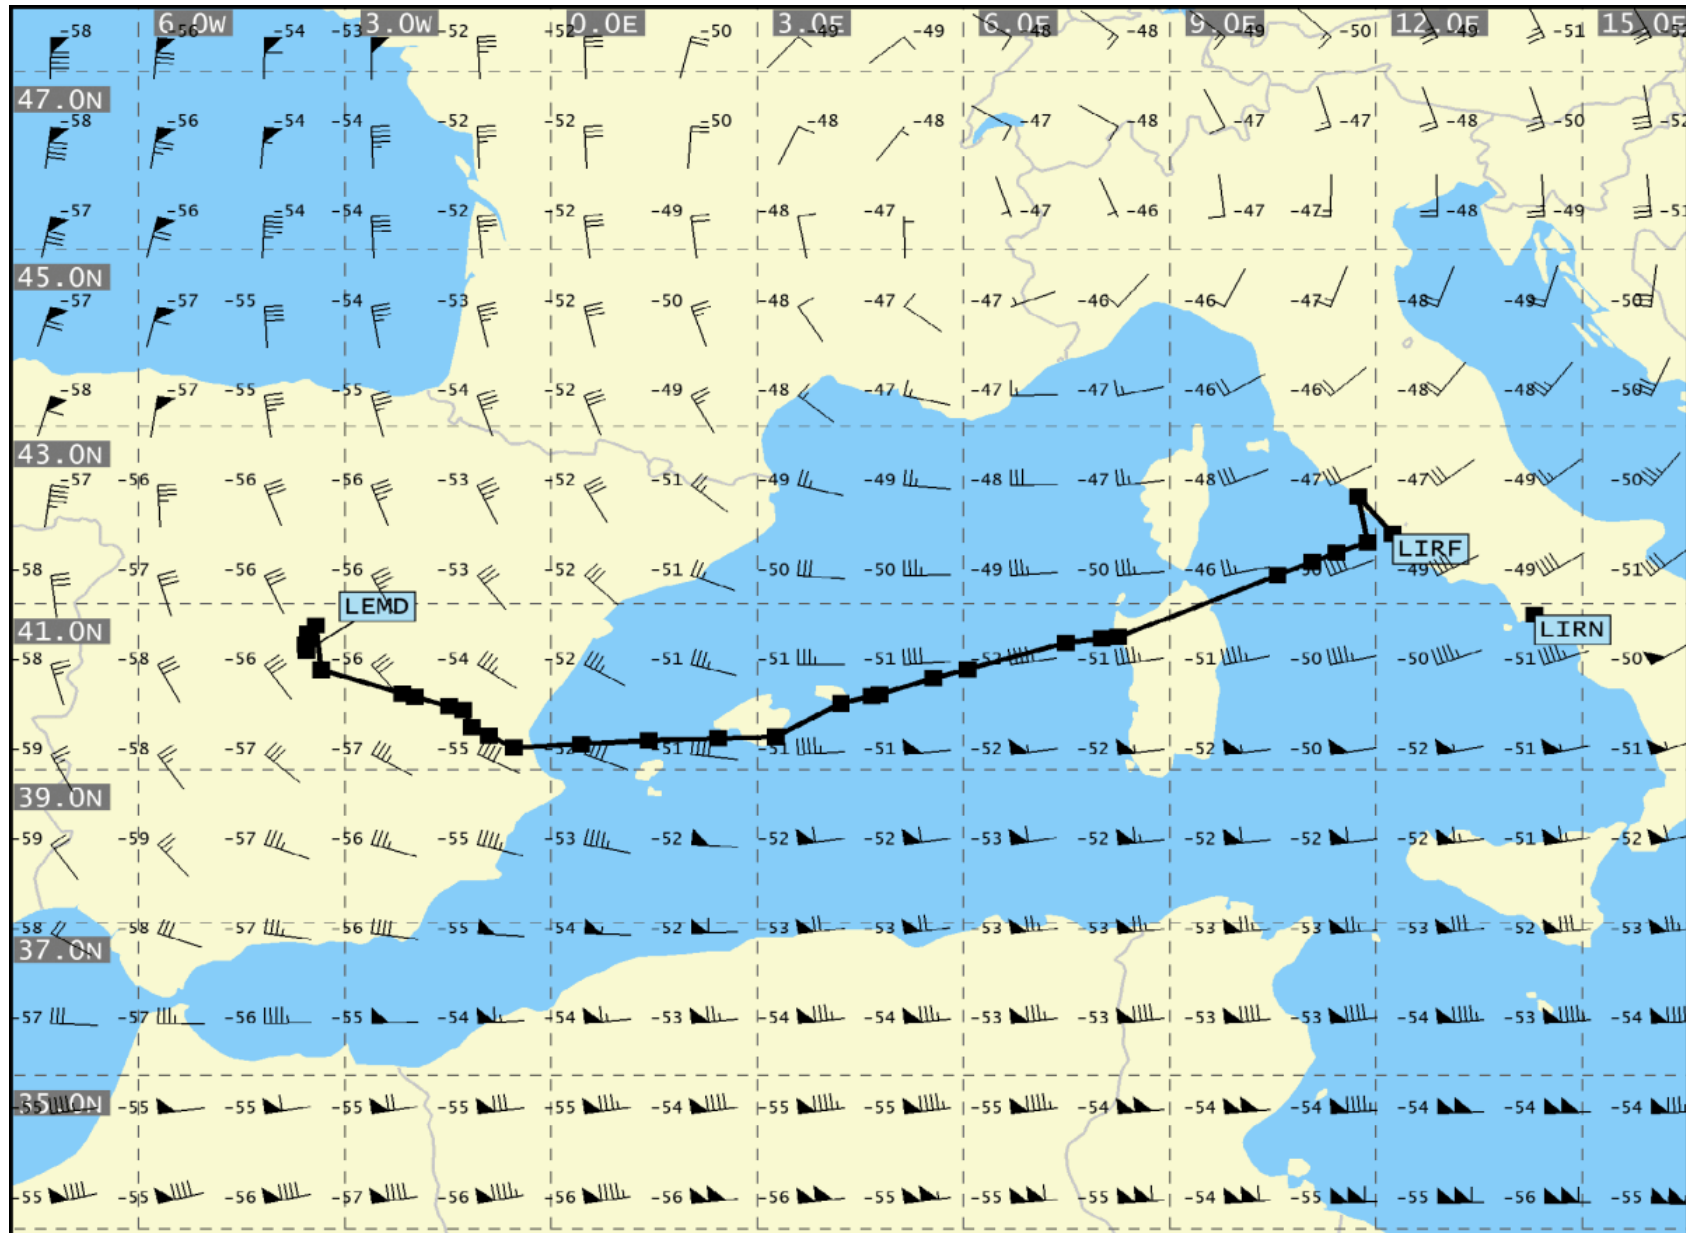 6.0W 3.0W 0.0E 3.0E 6.0E 9.0E 12.0E 15.0E
-58 -56 -54 -53 -52 -52 -50 -49 -49 -48 -48 -49 -50 -49 -51
47.0N
-58 -56 -54 -54 -52 -52 -50 -48 -48 -47 -48 -47 -47 -48 -50 -52
-57 -56 -54 -54 -52 -52 -49 -48 -47 -47 -46 -47 -47 -48 -49 -51
45.0N
-57 -57 -55 -54 -53 -52 -50 -48 -47 -47 -46 -46 -47 -48 -49 -50
-58 -57 -55 -55 -54 -52 -49 -48 -47 -47 -47 -46 -46 -48 -48 -50
43.0N
-57 -56 -56 -56 -53 -52 -51 -49 -49 -48 -47 -48 -47 -47 -49 -50
LIRF
-58 -57 -56 -56 -53 -52 -51 -50 -50 -49 -50 -46 -50 -49 -49 -51
LEMD
41.0N
LIRN
-58 -58 -56 -56 -54 -52 -51 -51 -51 -52 -51 -51 -50 -50 -51 -50
-59 -58 -57 -57 -55 -52 -51 -51 -51 -52 -52 -52 -50 -52 -51 -51
39.0N
-59 -59 -57 -56 -55 -53 -52 -52 -52 -53 -52 -52 -52 -52 -51 -52
-58 -58 -57 -56 -55 -54 -52 -53 -53 -53 -53 -53 -53 -53 -52 -53
37.0N
-57 -57 -56 -55 -54 -54 -53 -54 -54 -53 -53 -53 -53 -54 -53 -54
35.0N
-55 -55 -55 -55 -55 -55 -54 -55 -55 -55 -54 -54 -54 -54 -54 -54
-55 -55 -56 -57 -56 -56 -56 -56 -55 -55 -55 -54 -55 -55 -56 -55